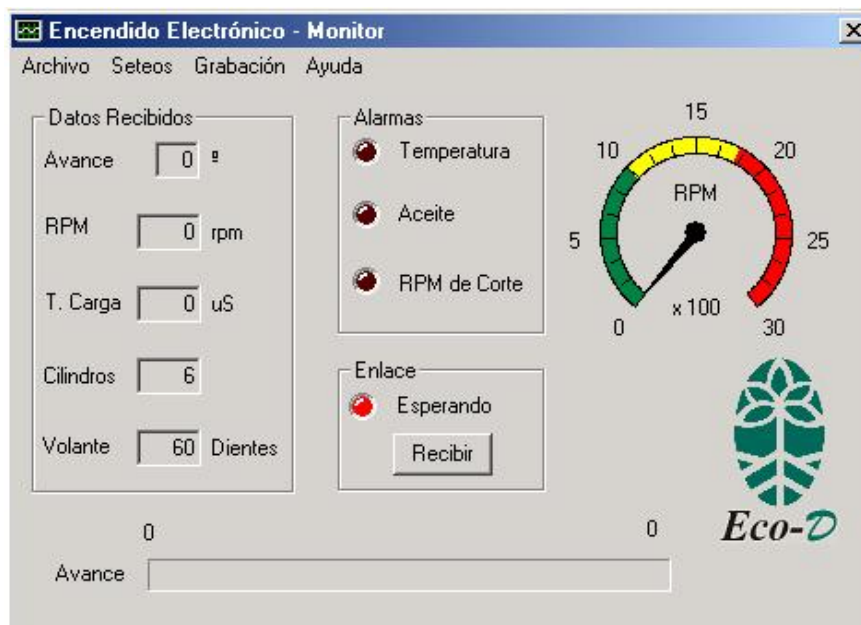 Encendido Electrónico - Monitor
Archivo Seteos Grabación Ayuda
Datos Recibidos
Avance 0 º
RPM 0 rpm
T. Carga 0 uS
Cilindros 6
Volante 60 Dientes
Alarmas
Temperatura
Aceite
RPM de Corte
Enlace
Esperando
Recibir
0 5 10 15 20 25 30
RPM
x 100
Eco-D
0 0
Avance